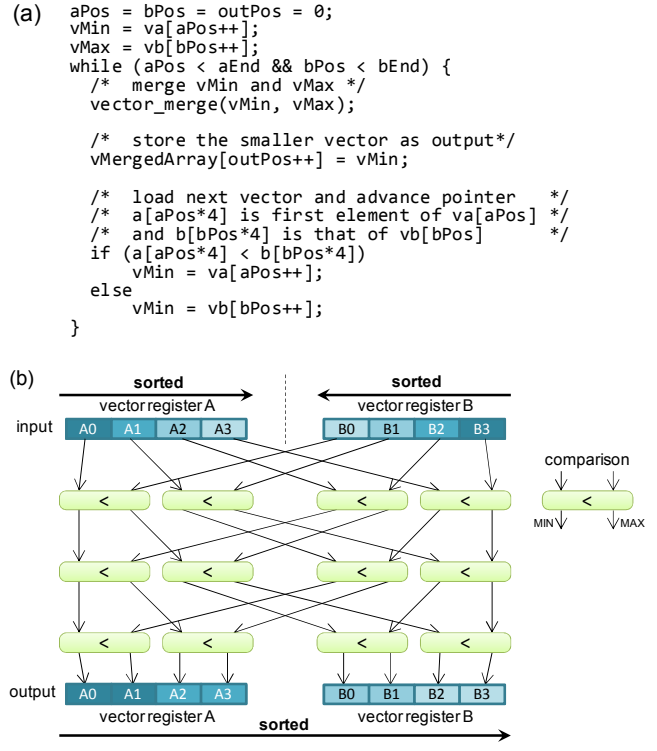 (a)
aPos = bPos = outPos = 0;
vMin = va[aPos++];
vMax = vb[bPos++];
while (aPos < aEnd && bPos < bEnd) {
/* merge vMin and vMax */
vector_merge(vMin, vMax);
/* store the smaller vector as output*/
vMergedArray[outPos++] = vMin;
/* load next vector and advance pointer */
/* a[aPos*4] is first element of va[aPos] */
/* and b[bPos*4] is that of vb[bPos] */
if (a[aPos*4] < b[bPos*4])
vMin = va[aPos++];
else
vMin = vb[bPos++];
}
(b)
sorted sorted
vector register A vector register B
input A0 A1 A2 A3 B0 B1 B2 B3
comparison
< < < < <
MIN MAX
< < < <
< < < <
output A0 A1 A2 A3 B0 B1 B2 B3
vector register A vector register B
sorted